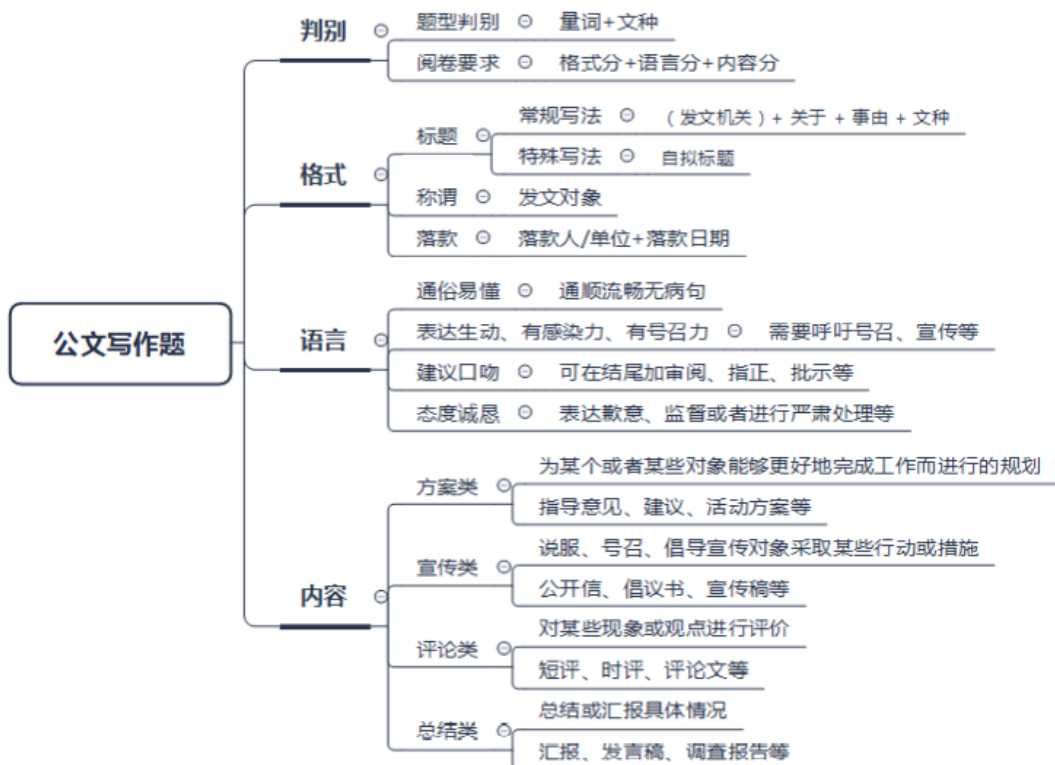 公文写作题
判别
题型判别
量词+文种
阅卷要求
格式分+语言分+内容分
格式
标题
常规写法
（发文机关）+ 关于 + 事由 + 文种
特殊写法
自拟标题
称谓
发文对象
落款
落款人/单位+落款日期
语言
通俗易懂
通顺流畅无病句
表达生动、有感染力、有号召力
需要呼吁号召、宣传等
建议口吻
可在结尾加审阅、指正、批示等
态度诚恳
表达歉意、监督或者进行严肃处理等
内容
方案类
为某个或者某些对象能够更好地完成工作而进行的规划
指导意见、建议、活动方案等
宣传类
说服、号召、倡导宣传对象采取某些行动或措施
公开信、倡议书、宣传稿等
评论类
对某些现象或观点进行评价
短评、时评、评论文等
总结类
总结或汇报具体情况
汇报、发言稿、调查报告等